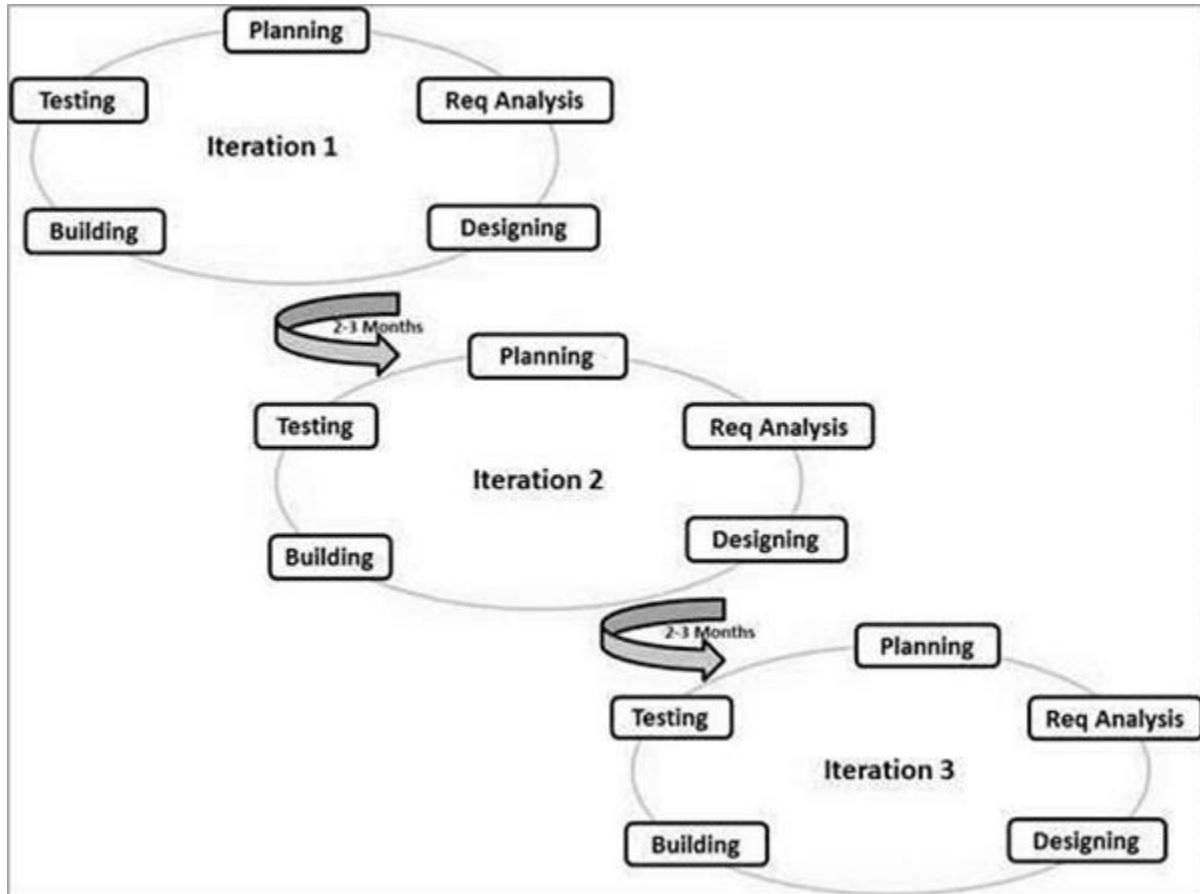 Planning
Testing
Req Analysis
Iteration 1
Building
Designing
2-3 Months
Planning
Testing
Req Analysis
Iteration 2
Building
Designing
2-3 Months
Planning
Testing
Req Analysis
Iteration 3
Building
Designing